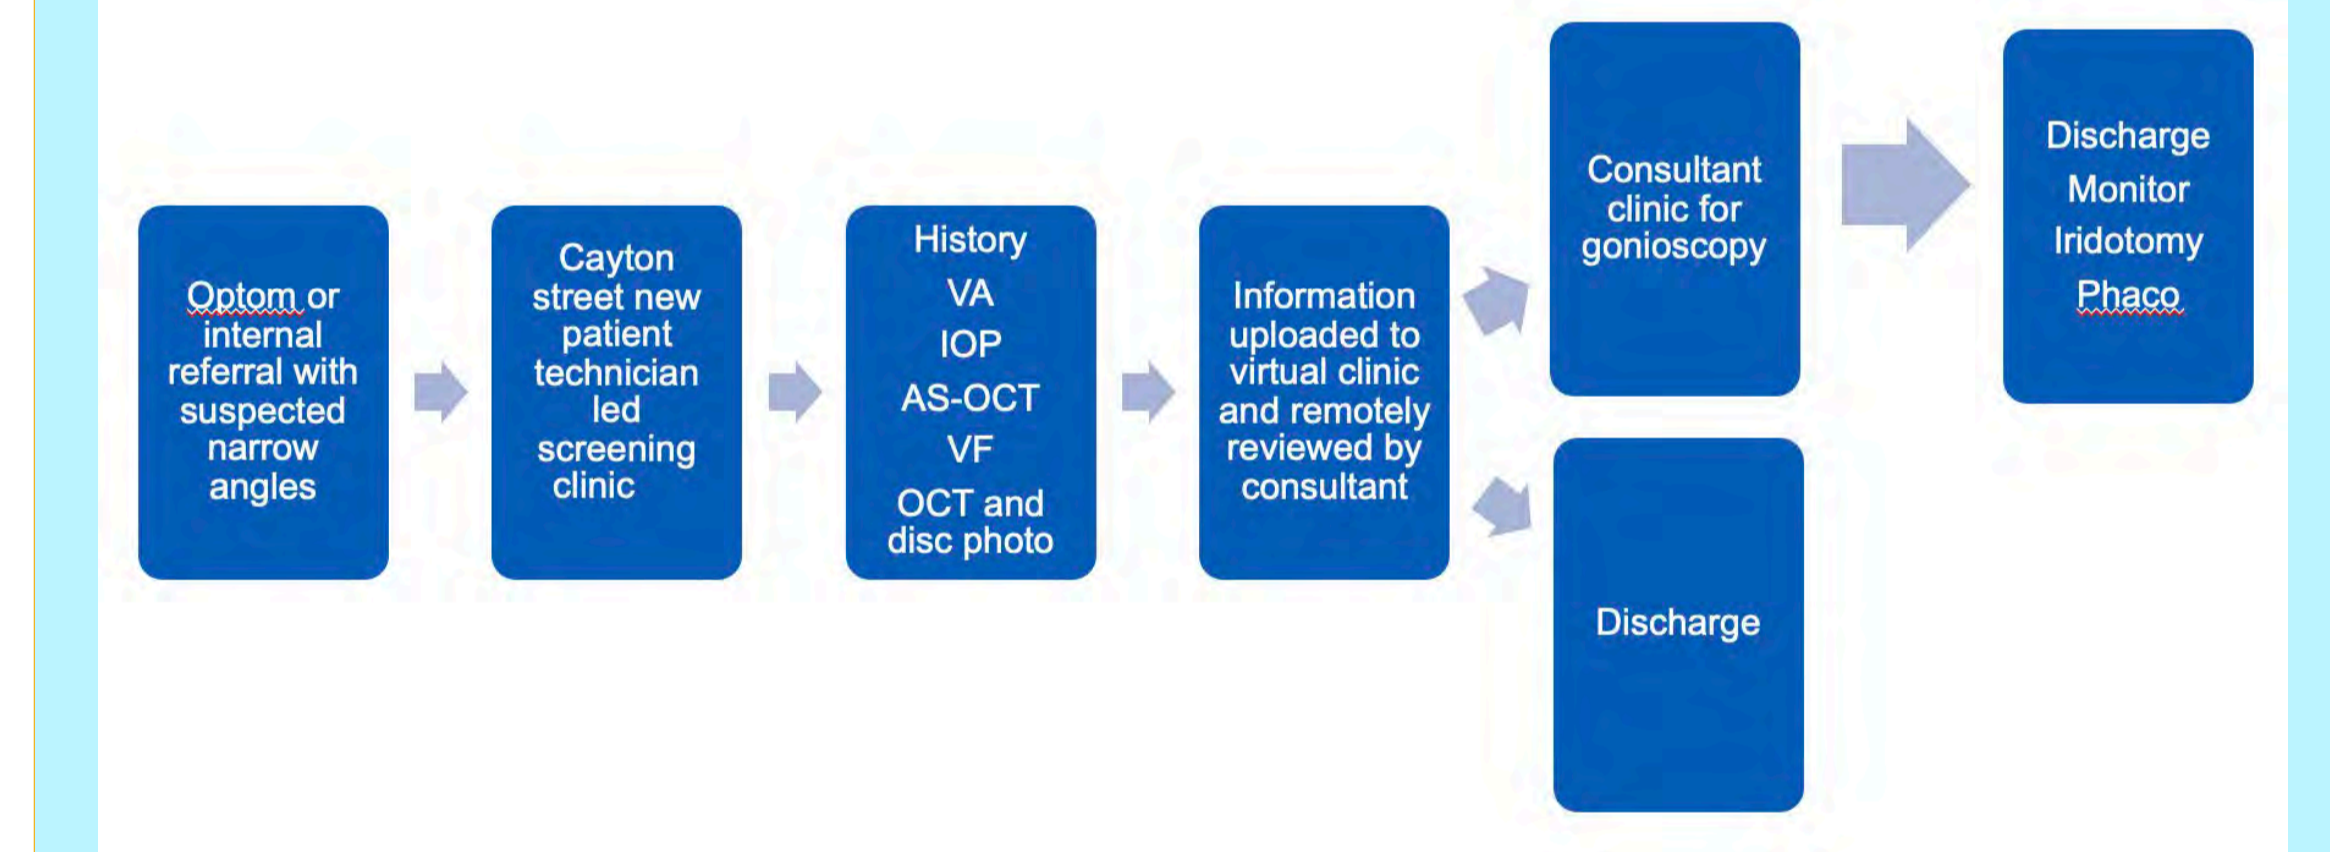 Optom or
internal
referral with
suspected
narrow
angles
Cayton
street new
patient
technician
led
screening
clinic
History
VA
IOP
AS-OCT
VF
OCT and
disc photo
Information
uploaded to
virtual clinic
and remotely
reviewed by
consultant
Consultant
clinic for
gonioscopy
Discharge
Monitor
Iridotomy
Phaco
Discharge